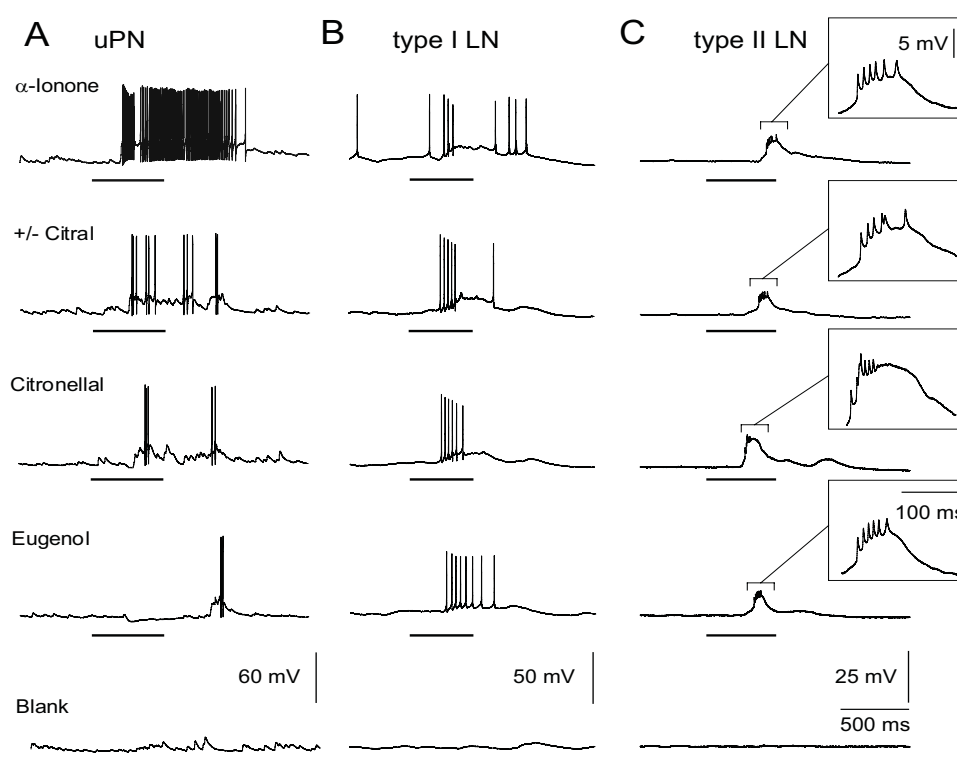 A uPN
B type I LN
C type II LN
5 mV
α-Ionone
+/- Citral
Citronellal
100 ms
Eugenol
60 mV
50 mV
25 mV
Blank
500 ms